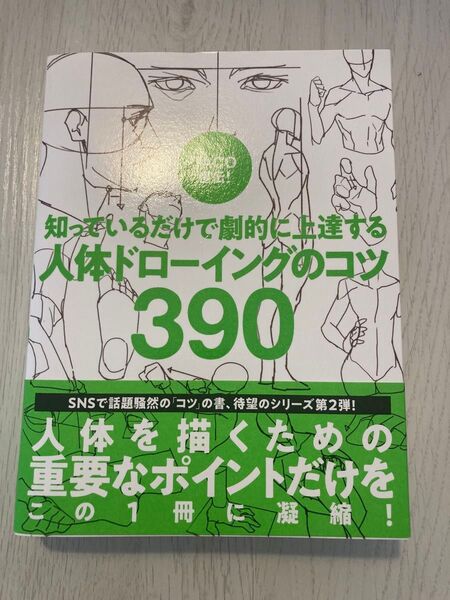 知っているだけで劇的に上達する
人体ドローイングのコツ
390
SNSで話題騒然の「コツ」の書、待望のシリーズ第2弾！
人体を描くための
重要なポイントだけを
この1冊に凝縮！